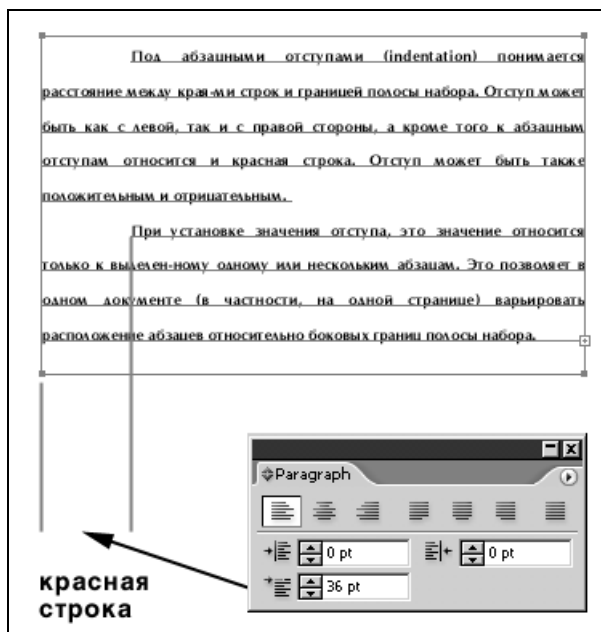 Под абзацными отступами (indentation) понимается
расстояние между края-ми строк и границей полосы набора. Отступ может
быть как с левой, так и с правой стороны, а кроме того к абзацным
отступам относится и красная строка. Отступ может быть также
положительным и отрицательным.
При установке значения отступа, это значение относится
только к выделен-ному одному или нескольким абзацам. Это позволяет в
одном документе (в частности, на одной странице) варьировать
расположение абзацев относительно боковых границ полосы набора.
Paragraph
0 pt 0 pt
36 pt
красная
строка